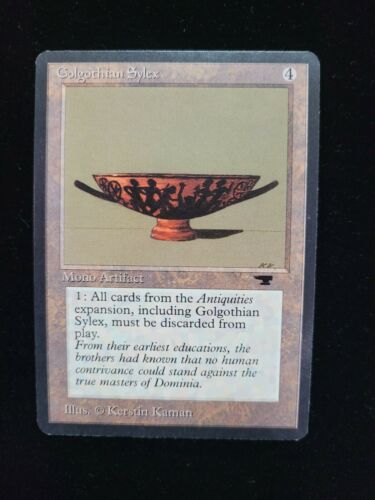 Golgothian Sylex 4
KK
Mono Artifact
1: All cards from the Antiquities
expansion, including Golgothian
Sylex, must be discarded from
play.
From their earliest educations, the
brothers had known that no human
contrivance could stand against the
true masters of Dominia.
Illus. © Kerstin Kaman